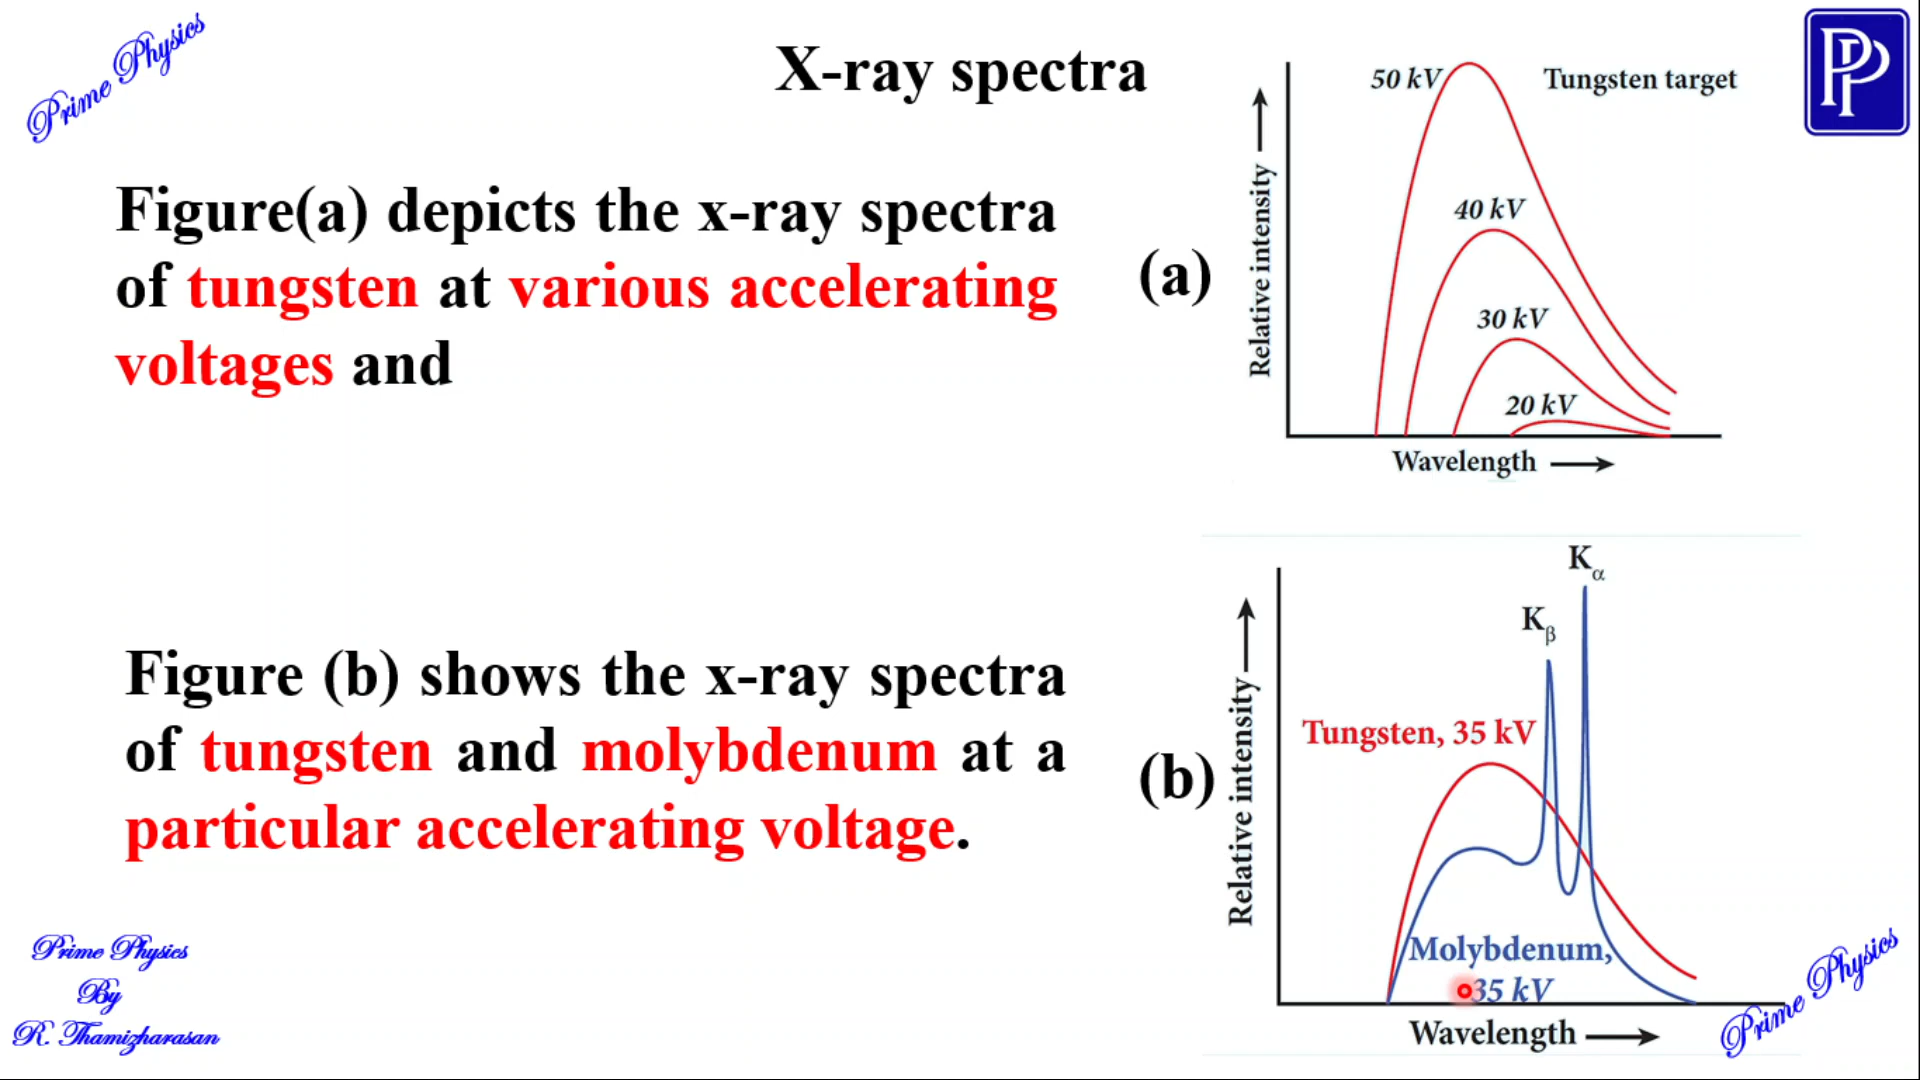 Prime Physics
X-ray spectra
PP
Figure(a) depicts the x-ray spectra
of tungsten at various accelerating
voltages and
(a)
50 kV
Tungsten target
40 kV
30 kV
20 kV
Relative intensity
Wavelength
Figure (b) shows the x-ray spectra
of tungsten and molybdenum at a
particular accelerating voltage.
(b)
Kα
Kβ
Tungsten, 35 kV
Molybdenum,
35 kV
Relative intensity
Wavelength
Prime Physics
By
R. Thamizharasan
Prime Physics